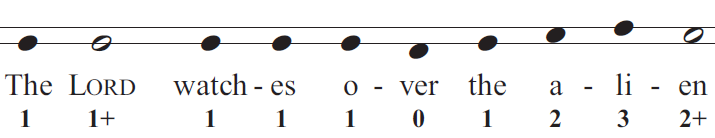 The LORD watch - es o - ver the a - li - en
1 1+ 1 1 1 0 1 2 3 2+